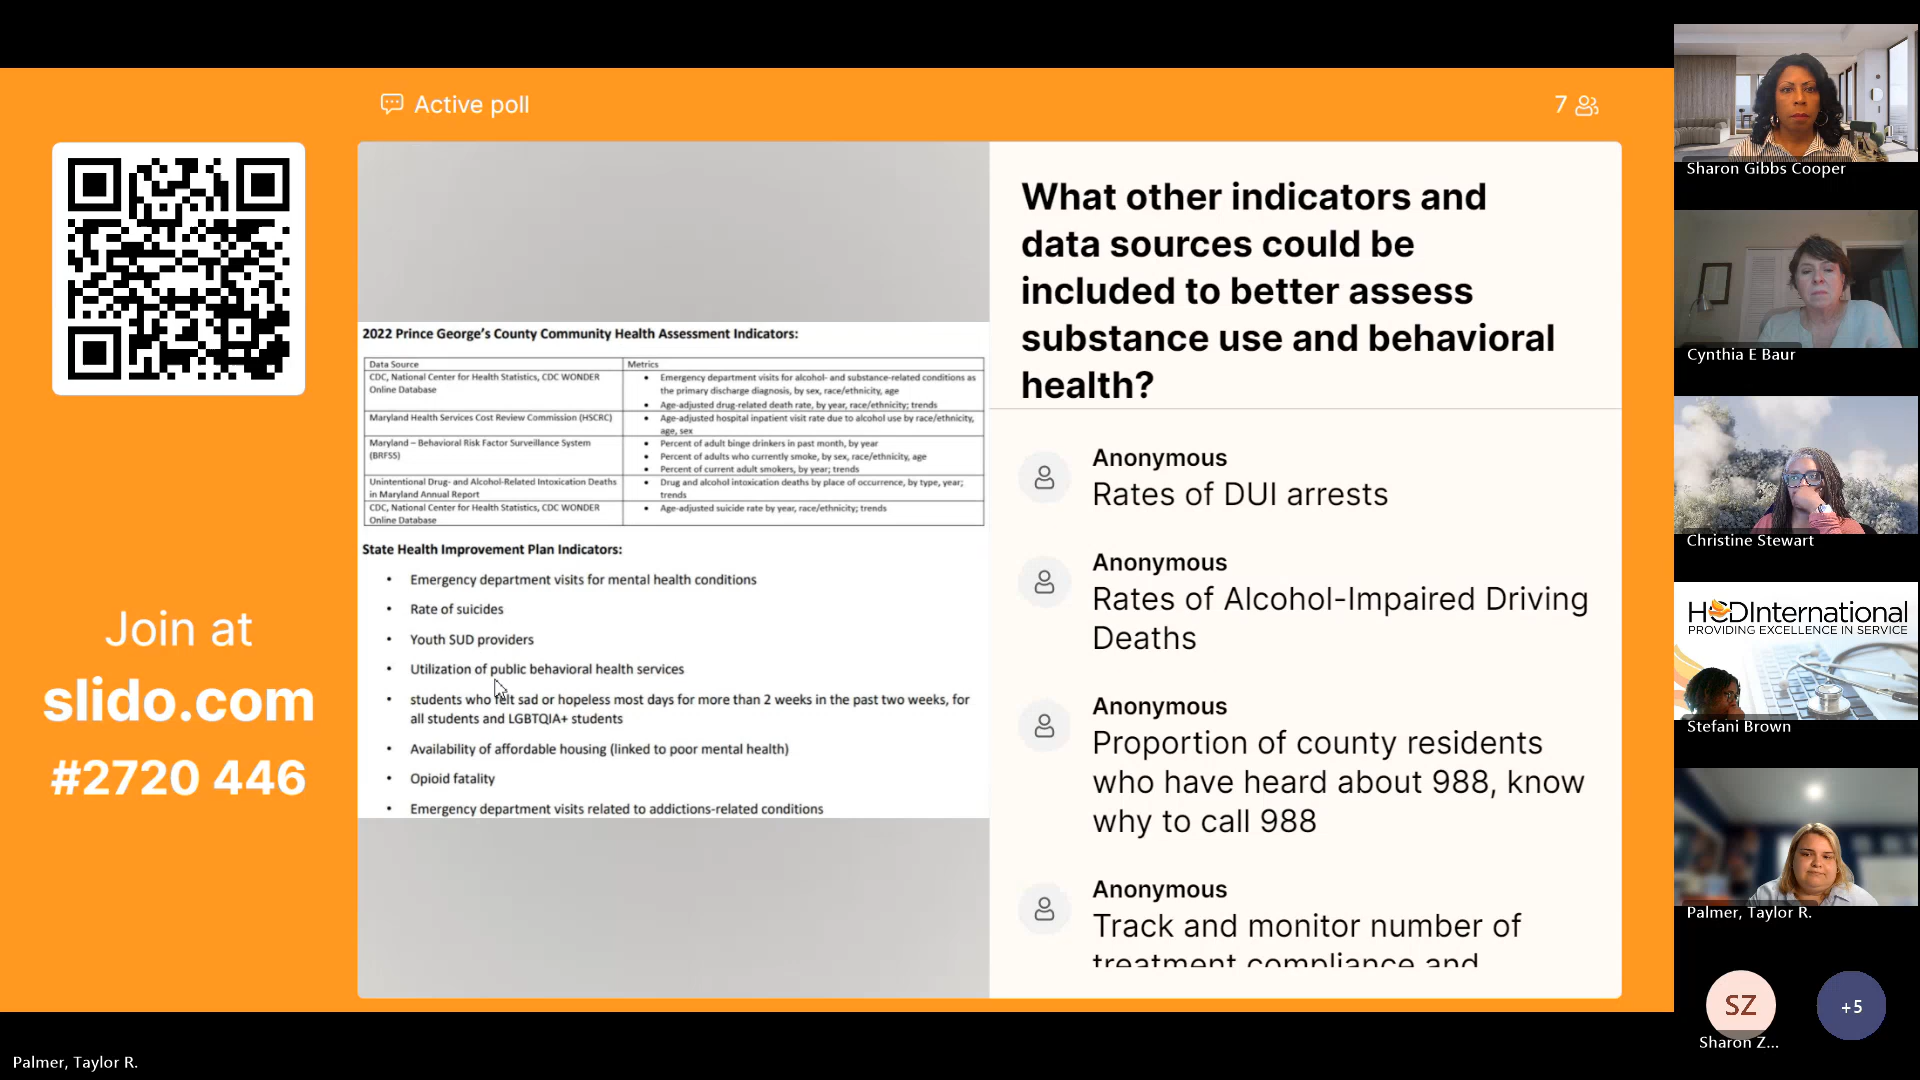 Active poll
7
Join at
slido.com
#2720 446
2022 Prince George's County Community Health Assessment Indicators:
Data Source
Metrics
CDC, National Center for Health Statistics, CDC WONDER
Online Database
Emergency department visits for alcohol- and substance-related conditions as
the primary discharge diagnosis, by sex, race/ethnicity, age
Age-adjusted drug-related death rate, by year, race/ethnicity; trends
Maryland Health Services Cost Review Commission (HSCRC)
Age-adjusted hospital inpatient visit rate due to alcohol use by race/ethnicity,
age, sex
Maryland – Behavioral Risk Factor Surveillance System
(BRFSS)
Percent of adult binge drinkers in past month, by year
Percent of adults who currently smoke, by sex, race/ethnicity, age
Percent of current adult smokers, by year; trends
Unintentional Drug- and Alcohol-Related Intoxication Deaths
in Maryland Annual Report
Drug and alcohol intoxication deaths by place of occurrence, by type, year;
trends
CDC, National Center for Health Statistics, CDC WONDER
Online Database
Age-adjusted suicide rate by year, race/ethnicity; trends
State Health Improvement Plan Indicators:
• Emergency department visits for mental health conditions
• Rate of suicides
• Youth SUD providers
• Utilization of public behavioral health services
• students who felt sad or hopeless most days for more than 2 weeks in the past two weeks, for
all students and LGBTQIA+ students
• Availability of affordable housing (linked to poor mental health)
• Opioid fatality
• Emergency department visits related to addictions-related conditions
What other indicators and
data sources could be
included to better assess
substance use and behavioral
health?
Anonymous
Rates of DUI arrests
Anonymous
Rates of Alcohol-Impaired Driving
Deaths
Anonymous
Proportion of county residents
who have heard about 988, know
why to call 988
Anonymous
Track and monitor number of
treatment compliance and
Sharon Gibbs Cooper
Cynthia E Baur
Christine Stewart
HCDInternational
PROVIDING EXCELLENCE IN SERVICE
Stefani Brown
Palmer, Taylor R.
SZ
+5
Sharon Z...
Palmer, Taylor R.